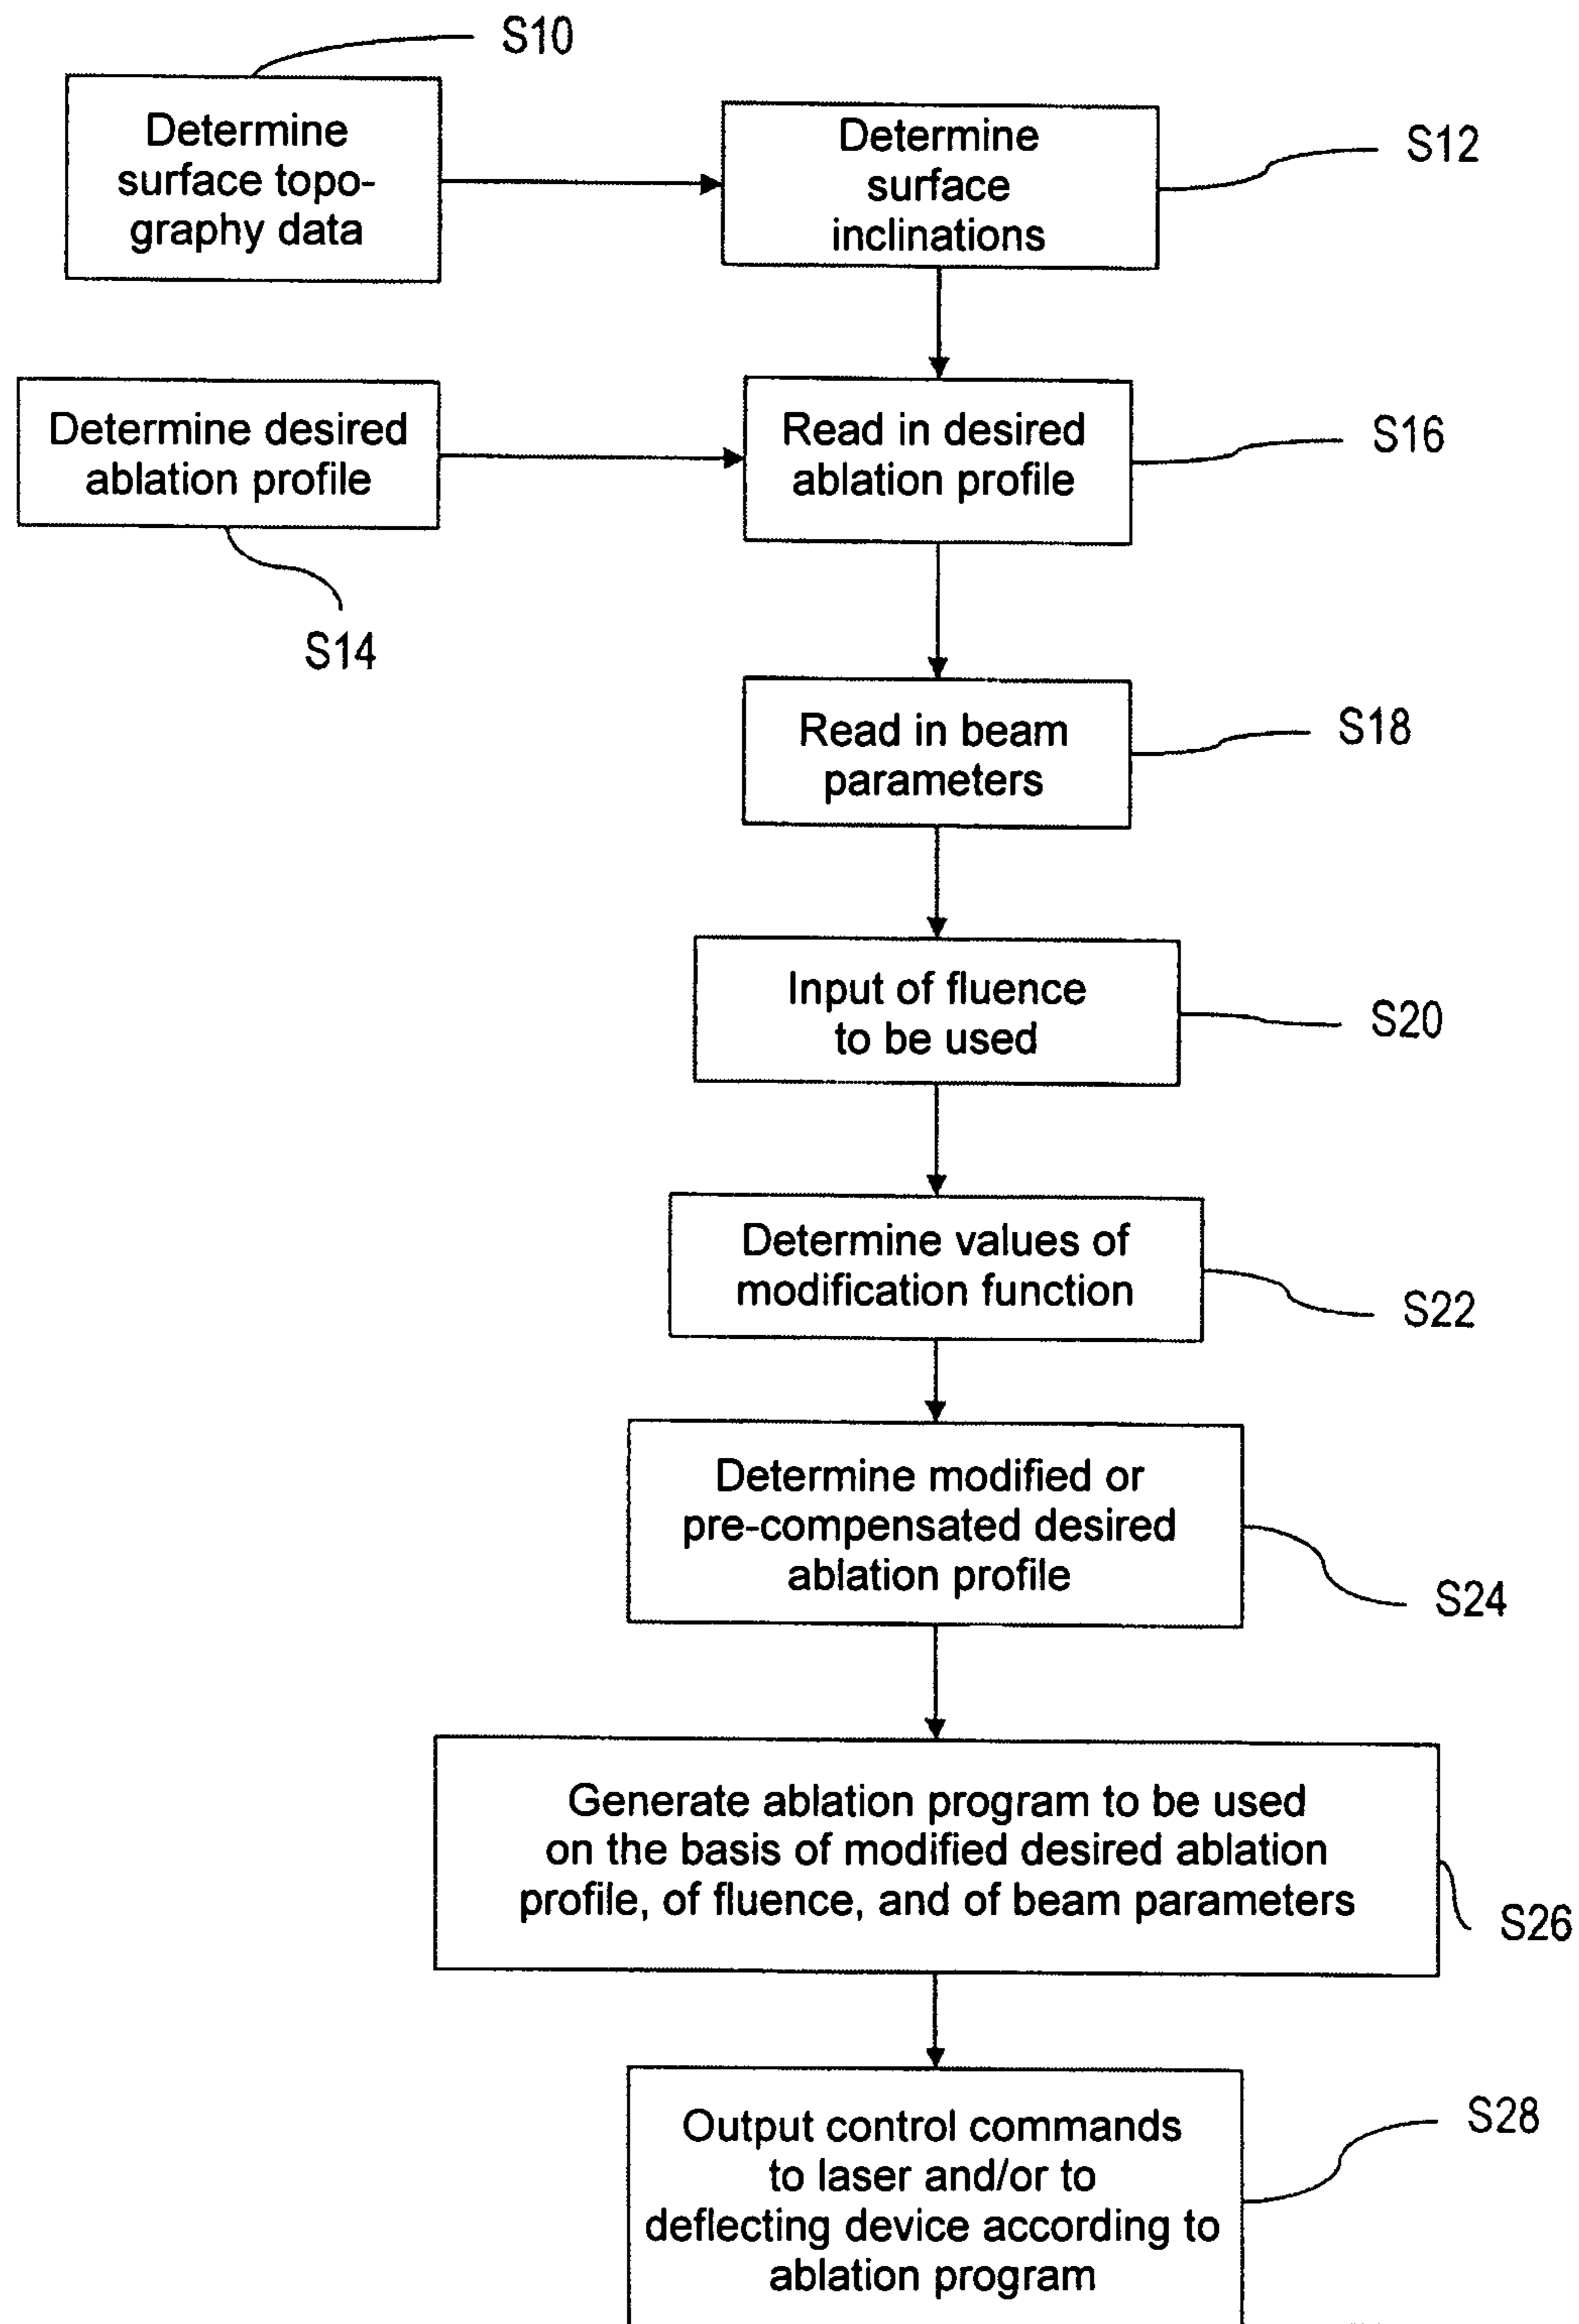 S10
Determine
surface topo-
graphy data
Determine
surface
inclinations
S12
Determine desired
ablation profile
S14
Read in desired
ablation profile
S16
Read in beam
parameters
S18
Input of fluence
to be used
S20
Determine values of
modification function
S22
Determine modified or
pre-compensated desired
ablation profile
S24
Generate ablation program to be used
on the basis of modified desired ablation
profile, of fluence, and of beam parameters
S26
Output control commands
to laser and/or to
deflecting device according to
ablation program
S28